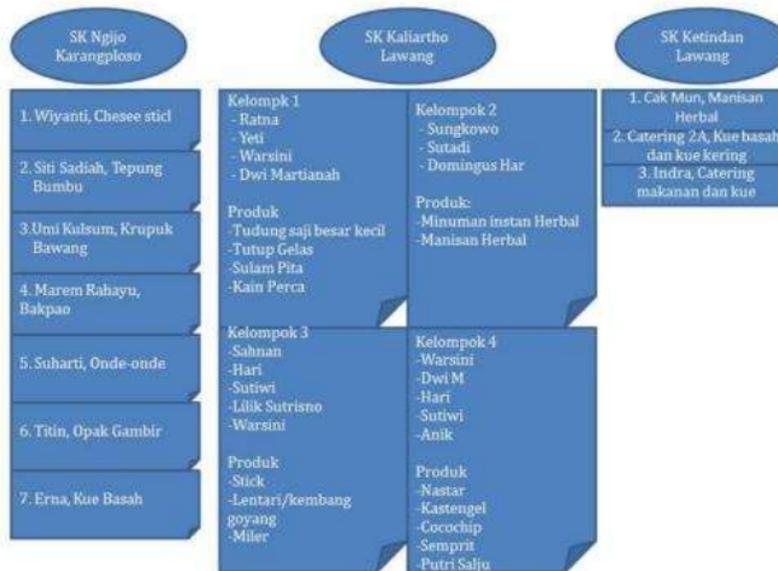 SK Ngijo
Karangploso
1. Wiyanti, Chesee sticl
2. Siti Sadiah, Tepung
Bumbu
3.Umi Kulsum, Krupuk
Bawang
4. Marem Rahayu,
Bakpao
5. Suharti, Onde-onde
6. Titin, Opak Gambir
7. Erna, Kue Basah
SK Kaliartho
Lawang
Kelompk 1
- Ratna
- Yeti
- Warsini
- Dwi Martianah
Produk
-Tudung saji besar kecil
-Tutup Gelas
-Sulam Pita
-Kain Perca
Kelompok 2
- Sungkowo
- Sutadi
- Domingus Har
Produk:
-Minuman instan Herbal
-Manisan Herbal
Kelompok 3
-Sahnan
-Hari
-Sutiwi
-Lilik Sutrisno
-Warsini
Produk
-Stick
-Lentari/kembang
goyang
-Miler
Kelompok 4
-Warsini
-Dwi M
-Hari
-Sutiwi
-Anik
Produk
-Nastar
-Kastengel
-Cocochip
-Semprit
-Putri Salju
SK Ketindan
Lawang
1. Cak Mun, Manisan
Herbal
2. Catering 2A, Kue basah
dan kue kering
3. Indra, Catering
makanan dan kue